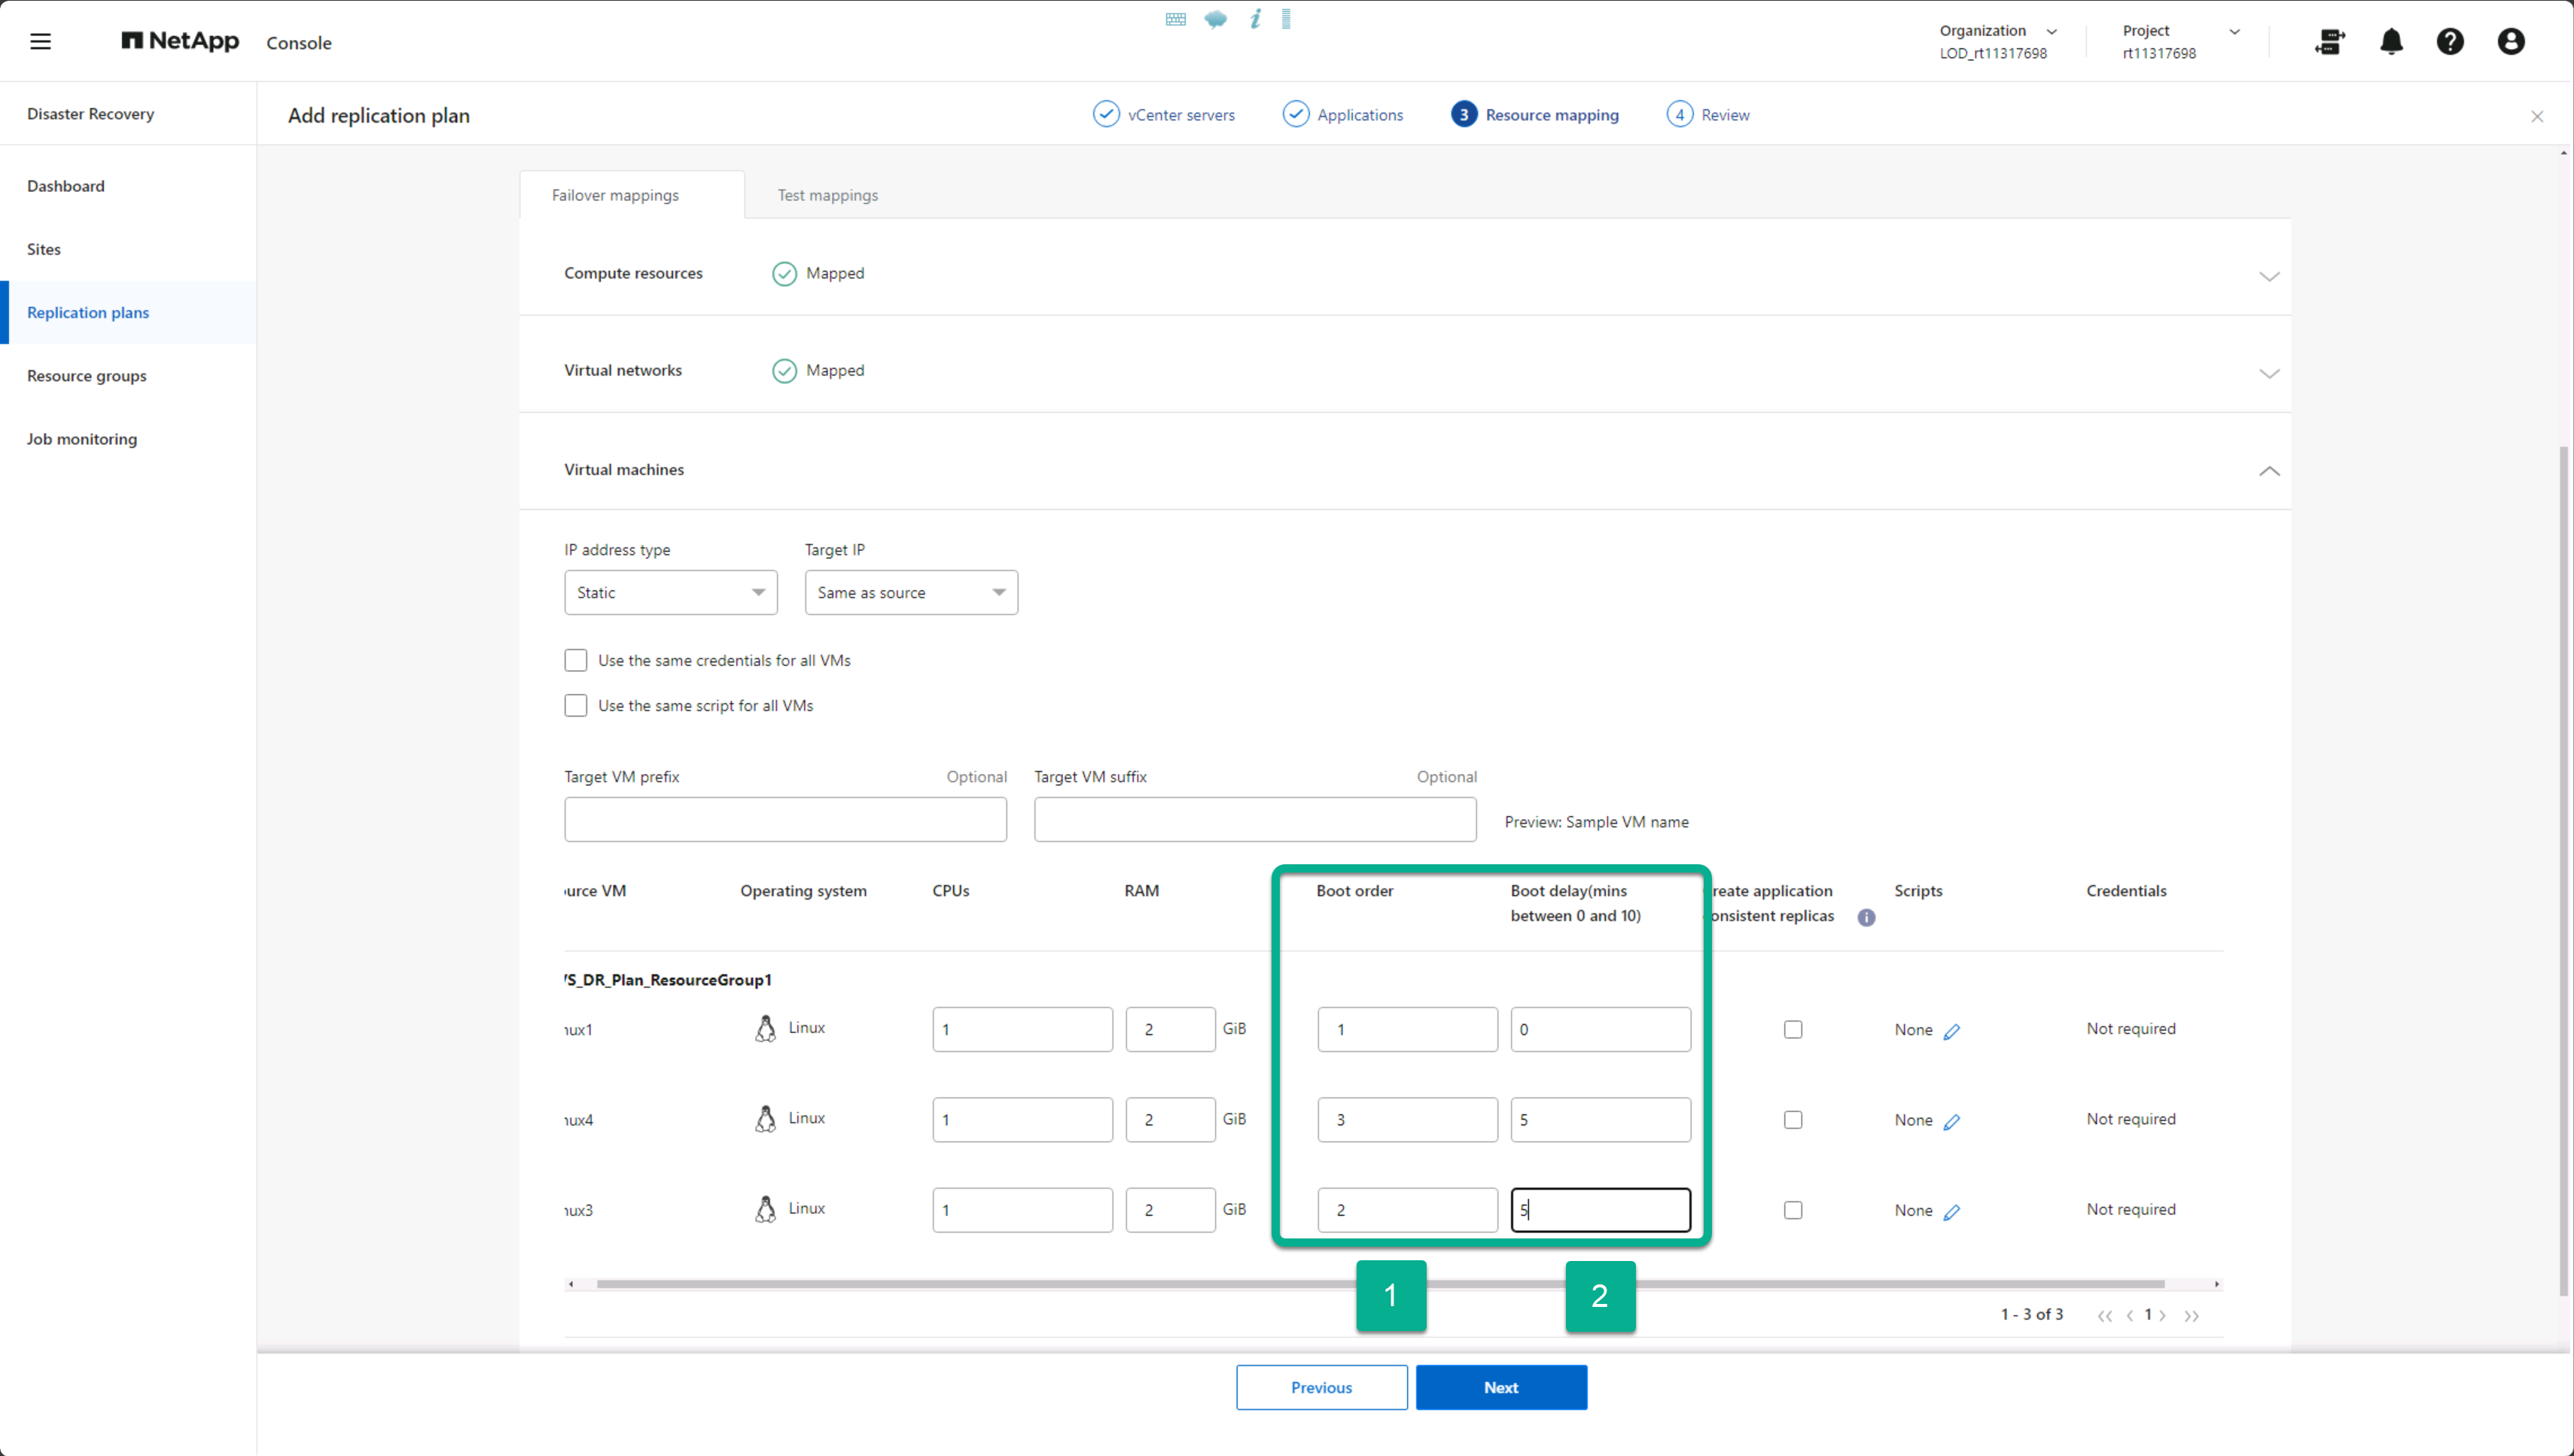 NetApp Console
Organization
LOD_rt11317698
Project
rt11317698
Disaster Recovery
Add replication plan
vCenter servers
Applications
3 Resource mapping
4 Review
Dashboard
Sites
Replication plans
Resource groups
Job monitoring
Failover mappings
Test mappings
Compute resources
Mapped
Virtual networks
Mapped
Virtual machines
IP address type
Target IP
Static
Same as source
Use the same credentials for all VMs
Use the same script for all VMs
Target VM prefix
Optional
Target VM suffix
Optional
Preview: Sample VM name
urce VM
Operating system
CPUs
RAM
Boot order
Boot delay(mins
between 0 and 10)
reate application
onsistent replicas
Scripts
Credentials
S_DR_Plan_ResourceGroup1
nux1
Linux
1
2
GiB
1
0
None
Not required
nux4
Linux
1
2
GiB
3
5
None
Not required
nux3
Linux
1
2
GiB
2
5
None
Not required
1
2
1 - 3 of 3
<< < 1 > >>
Previous
Next